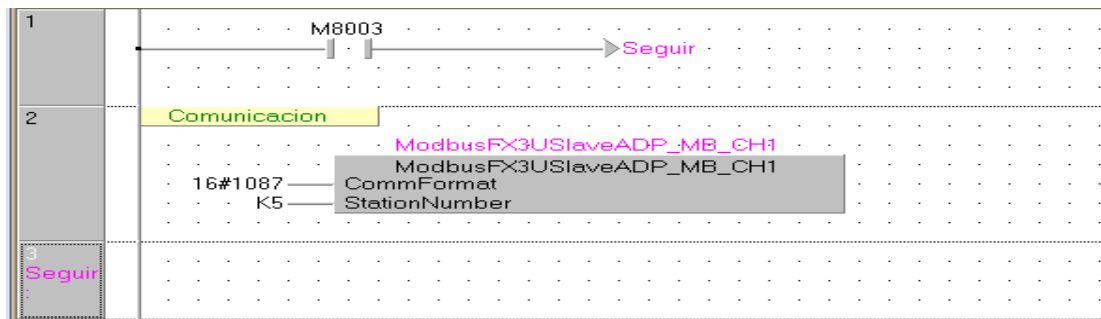 1
M8003
Seguir
2
Comunicacion
ModbusFX3USlaveADP_MB_CH1
ModbusFX3USlaveADP_MB_CH1
16#1087 CommFormat
K5 StationNumber
3
Seguir
: